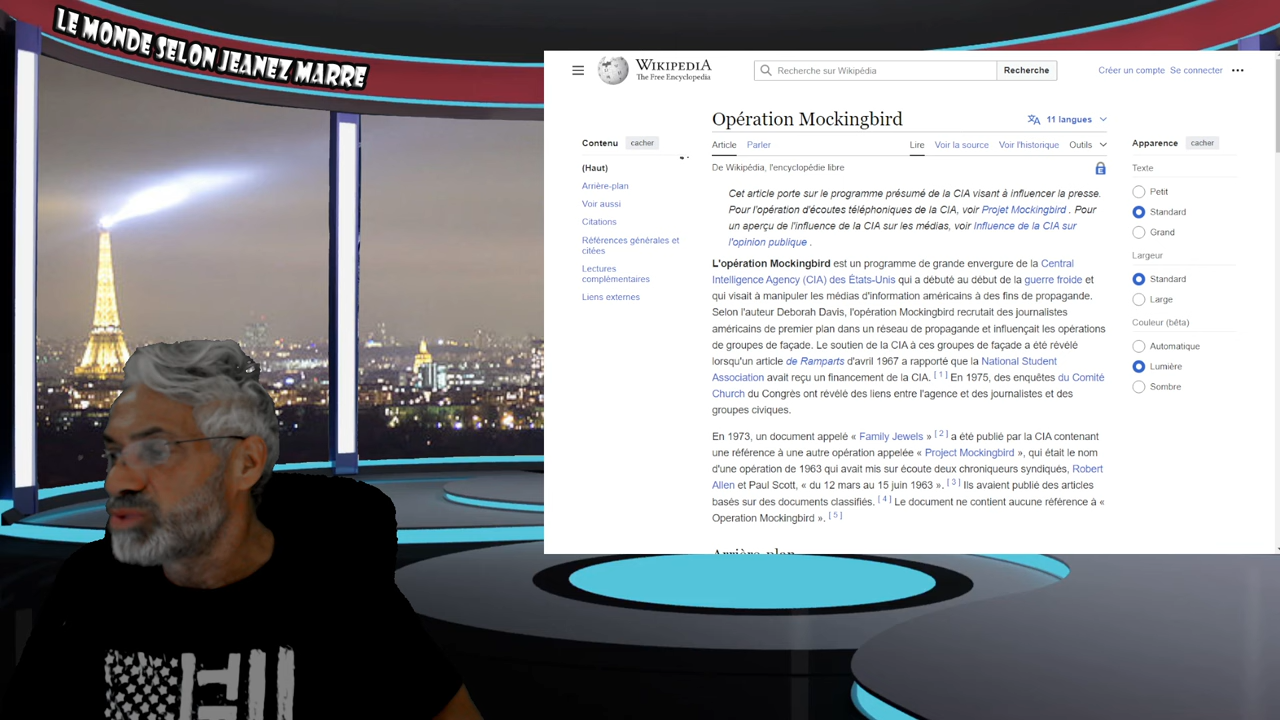 LE MONDE SELON JEANEZ MARRE
WIKIPEDIA
The Free Encyclopedia
Recherche sur Wikipédia
Recherche
Créer un compte Se connecter
Opération Mockingbird
11 langues
Contenu cacher
(Haut)
Arrière-plan
Voir aussi
Citations
Références générales et
citées
Lectures
complémentaires
Liens externes
Article Parler Lire Voir la source Voir l'historique Outils
De Wikipédia, l'encyclopédie libre
Cet article porte sur le programme présumé de la CIA visant à influencer la presse.
Pour l'opération d'écoutes téléphoniques de la CIA, voir Projet Mockingbird . Pour
un aperçu de l'influence de la CIA sur les médias, voir Influence de la CIA sur
l'opinion publique .
L'opération Mockingbird est un programme de grande envergure de la Central
Intelligence Agency (CIA) des États-Unis qui a débuté au début de la guerre froide et
qui visait à manipuler les médias d'information américains à des fins de propagande.
Selon l'auteur Deborah Davis, l'opération Mockingbird recrutait des journalistes
américains de premier plan dans un réseau de propagande et influençait les opérations
de groupes de façade. Le soutien de la CIA à ces groupes de façade a été révélé
lorsqu'un article de Ramparts d'avril 1967 a rapporté que la National Student
Association avait reçu un financement de la CIA. [ 1 ] En 1975, des enquêtes du Comité
Church du Congrès ont révélé des liens entre l'agence et des journalistes et des
groupes civiques.
En 1973, un document appelé « Family Jewels » [ 2 ] a été publié par la CIA contenant
une référence à une autre opération appelée « Project Mockingbird », qui était le nom
d'une opération de 1963 qui avait mis sur écoute deux chroniqueurs syndiqués, Robert
Allen et Paul Scott, « du 12 mars au 15 juin 1963 ». [ 3 ] Ils avaient publié des articles
basés sur des documents classifiés. [ 4 ] Le document ne contient aucune référence à «
Operation Mockingbird ». [ 5 ]
Arrière-plan
Apparence cacher
Texte
Petit
Standard
Grand
Largeur
Standard
Large
Couleur (bêta)
Automatique
Lumière
Sombre